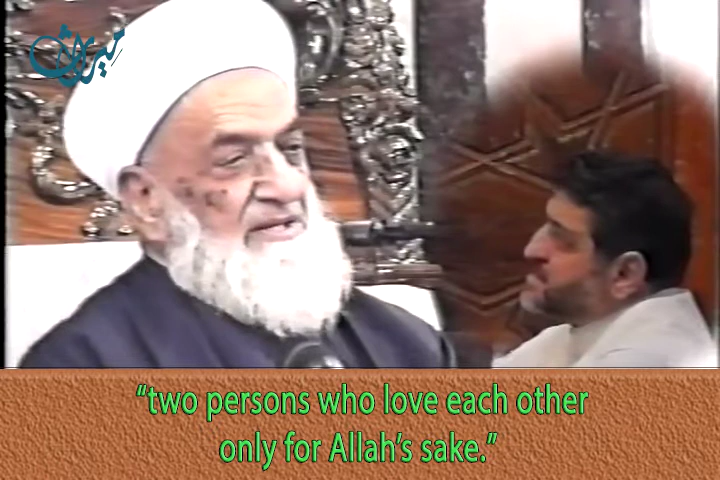 “two persons who love each other
only for Allah’s sake.”